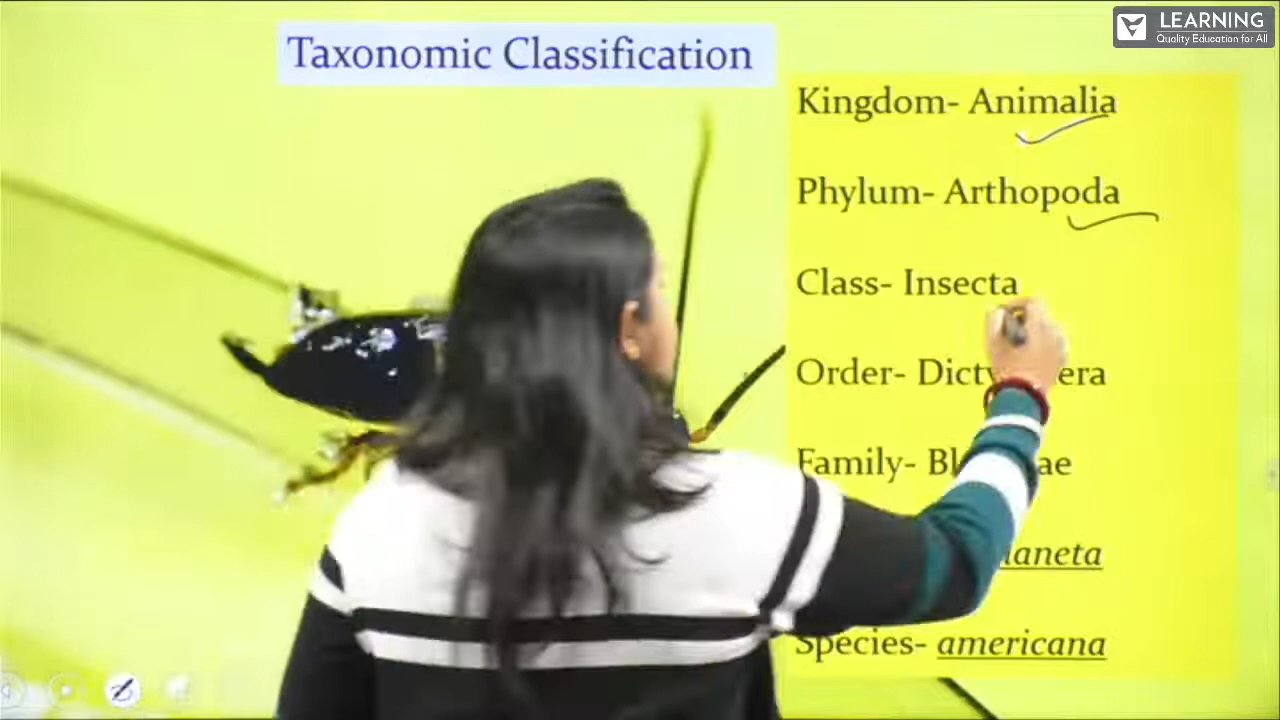 LEARNING
Quality Education for All
Taxonomic Classification
Kingdom- Animalia
Phylum- Arthopoda
Class- Insecta
Order-
Family-
Species- americana